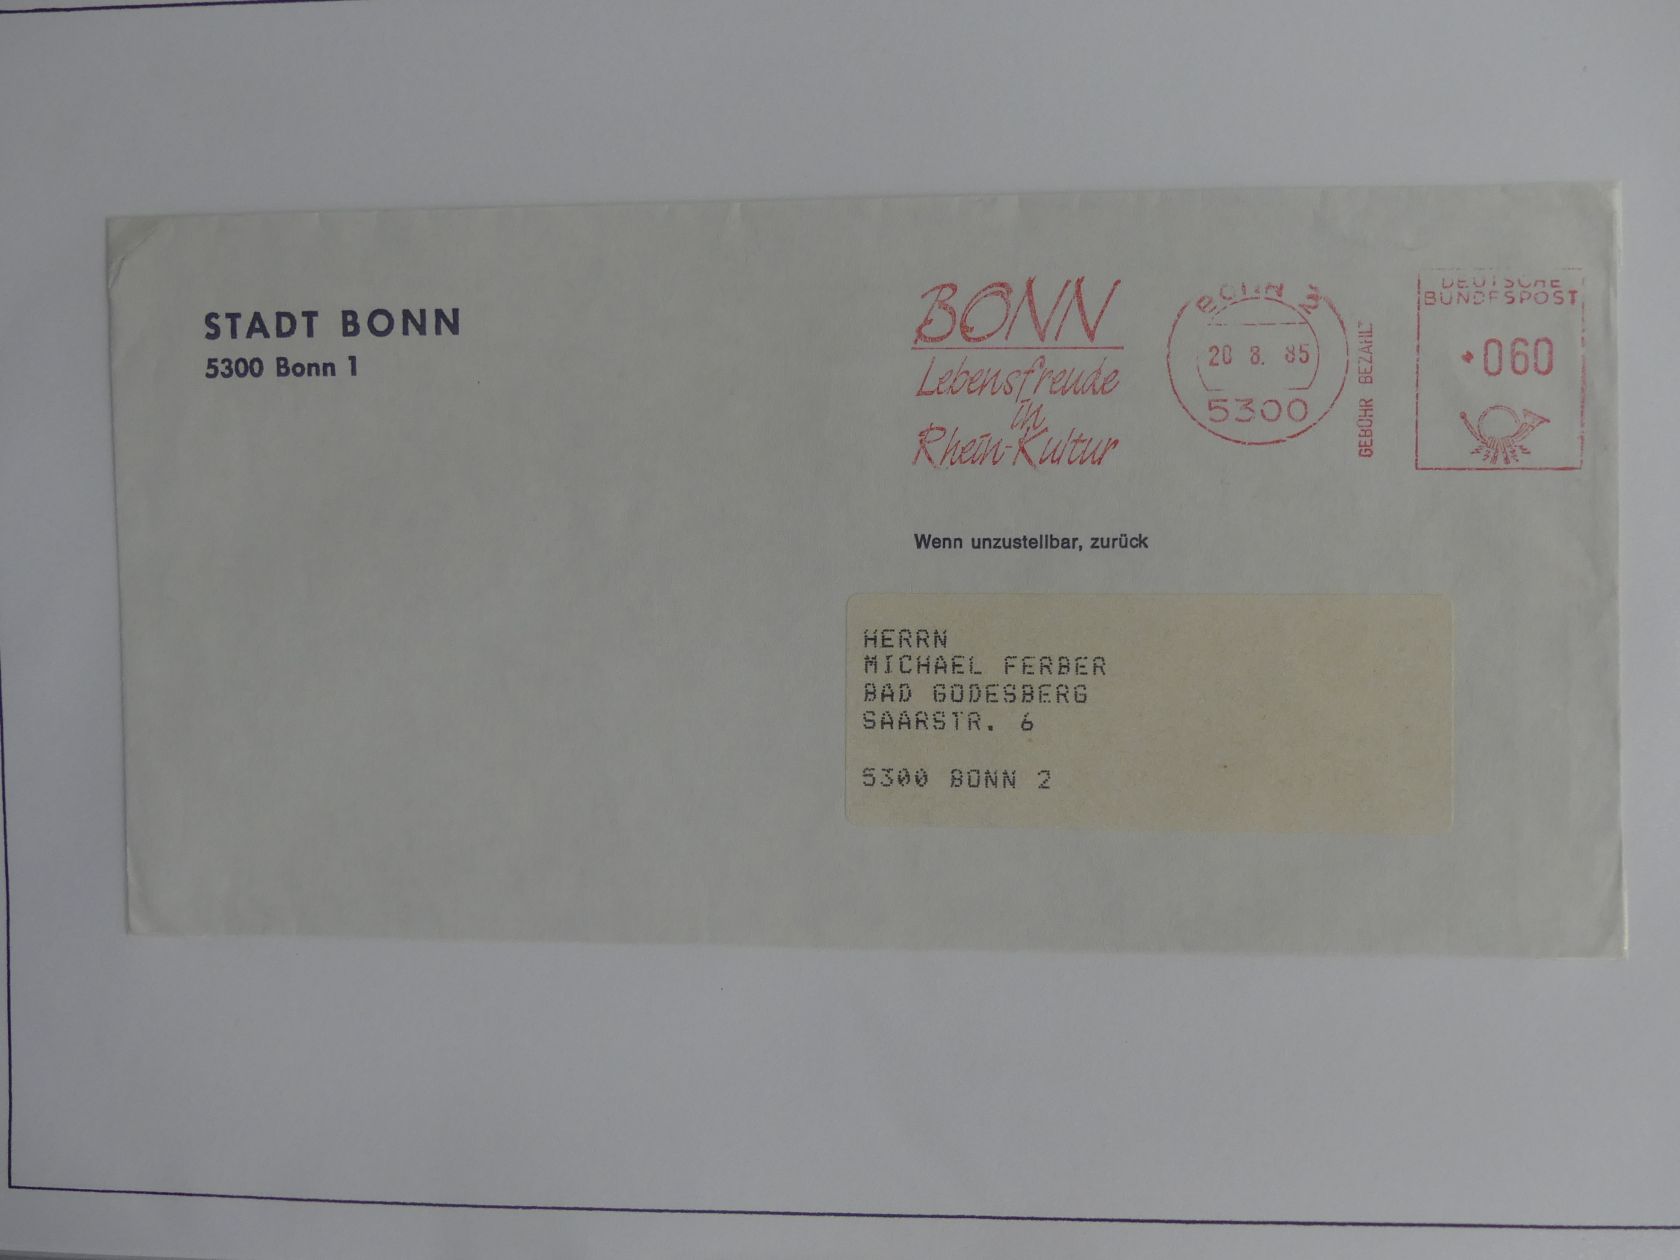 STADT BONN
5300 Bonn 1
BONN
Lebensfreude
in
Rhein-Kultur
BONN
20 8. 85
5300
GEBÜHR BEZAHLT
DEUTSCHE
BUNDESPOST
060
Wenn unzustellbar, zurück
HERRN
MICHAEL FERBER
BAD GODESBERG
SAARSTR. 6
5300 BONN 2